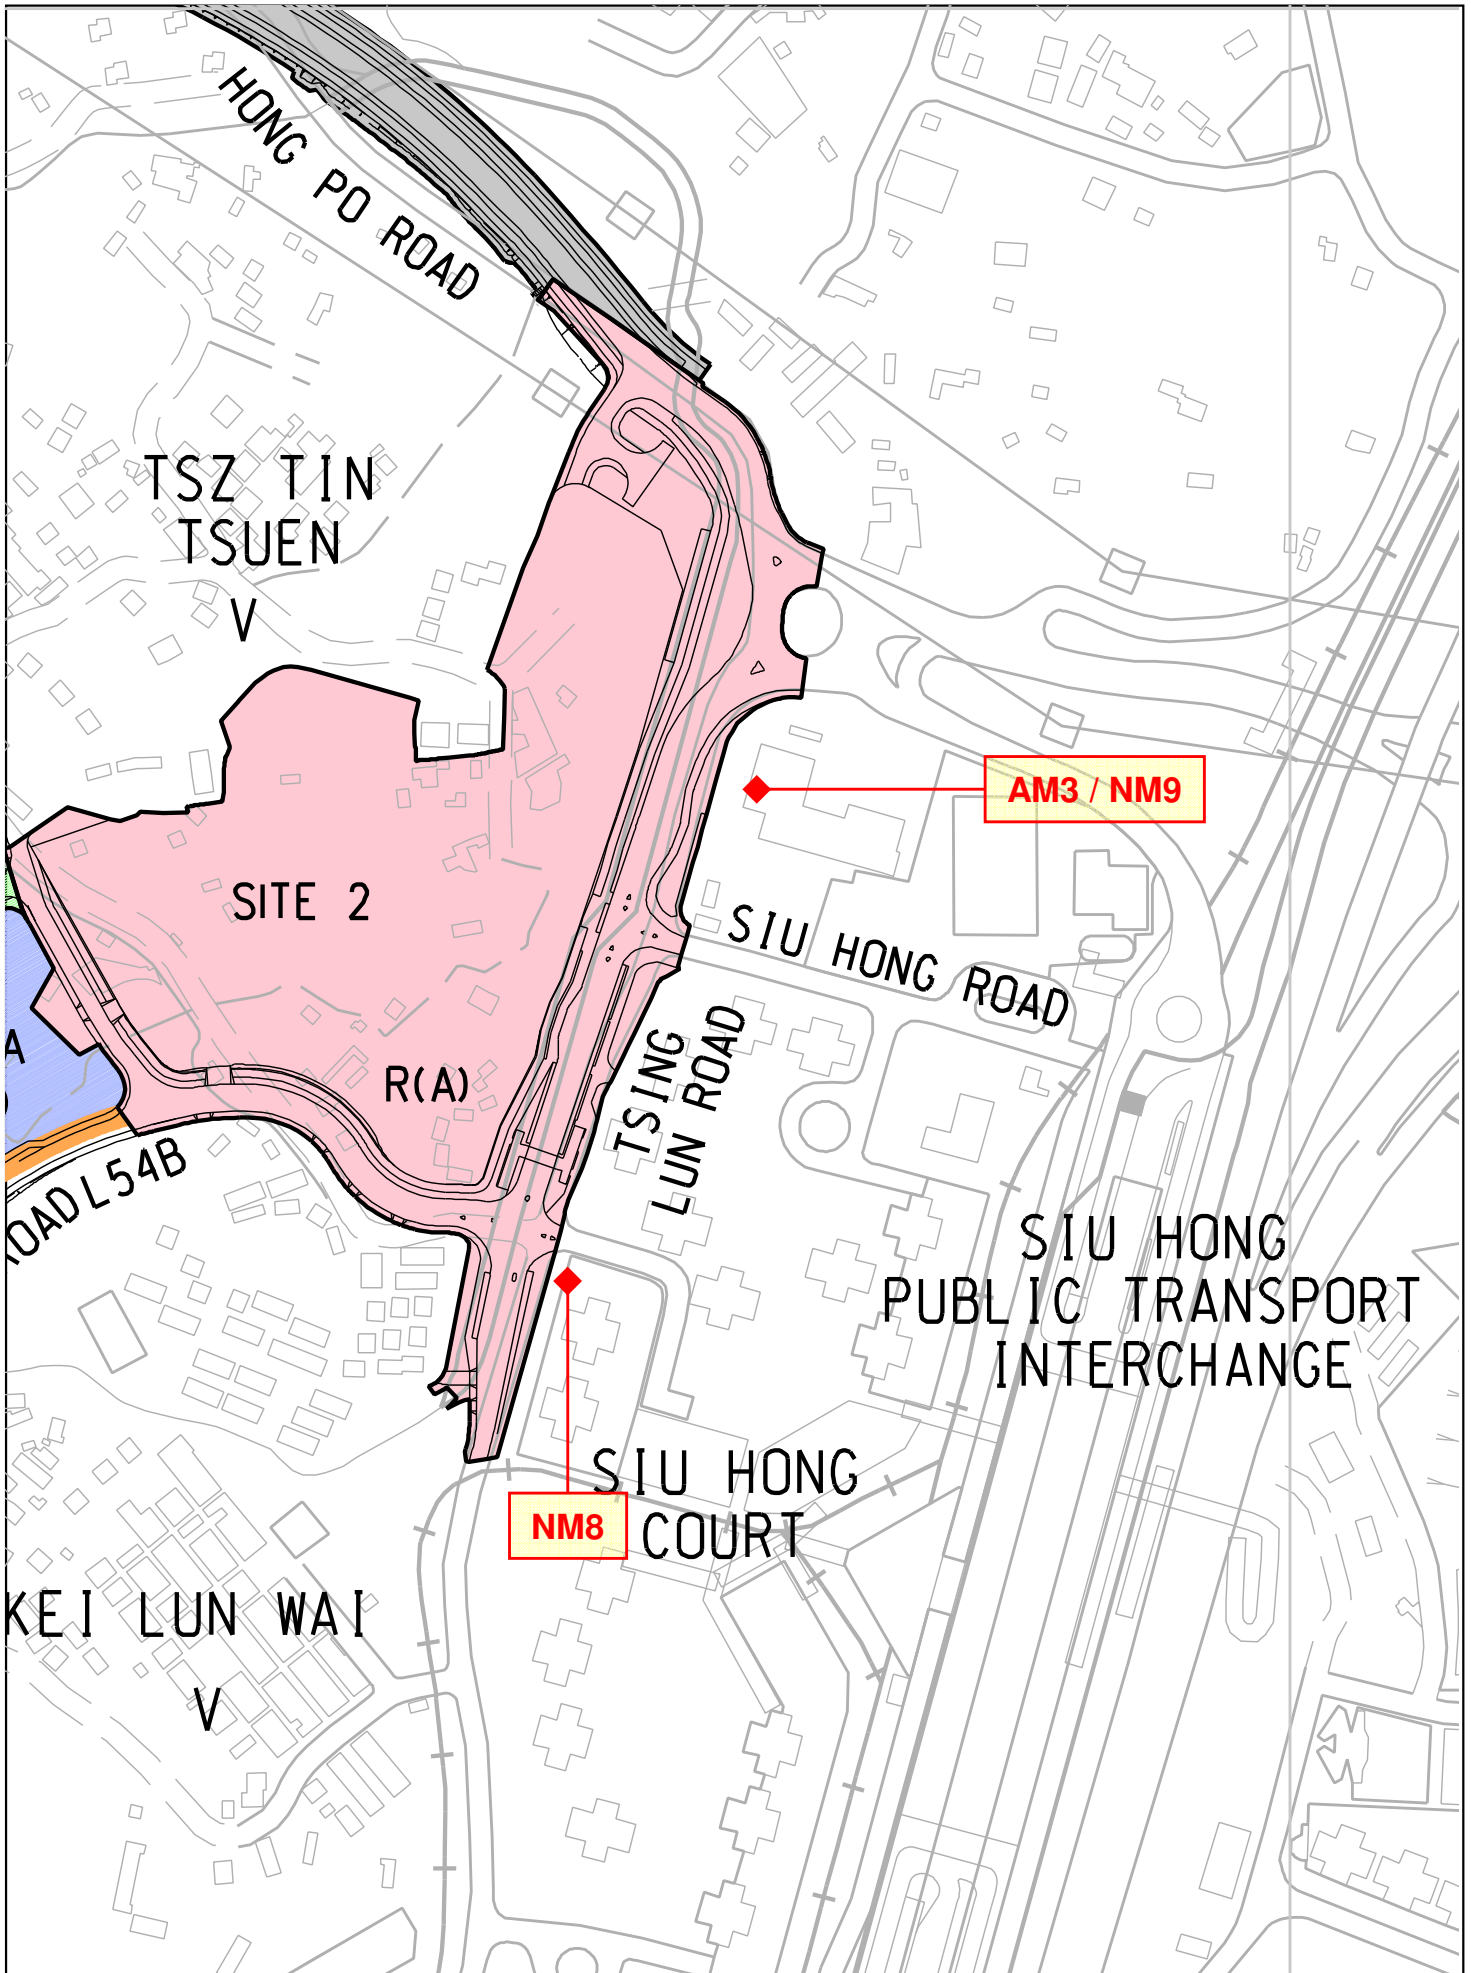 HONG PO ROAD
TSZ TIN
TSUEN
V
AM3 / NM9
SITE 2
SIU HONG ROAD
A
R(A)
TSING
LUN ROAD
ROAD L54B
SIU HONG
PUBLIC TRANSPORT
INTERCHANGE
SIU HONG
COURT
NM8
KEI LUN WAI
V